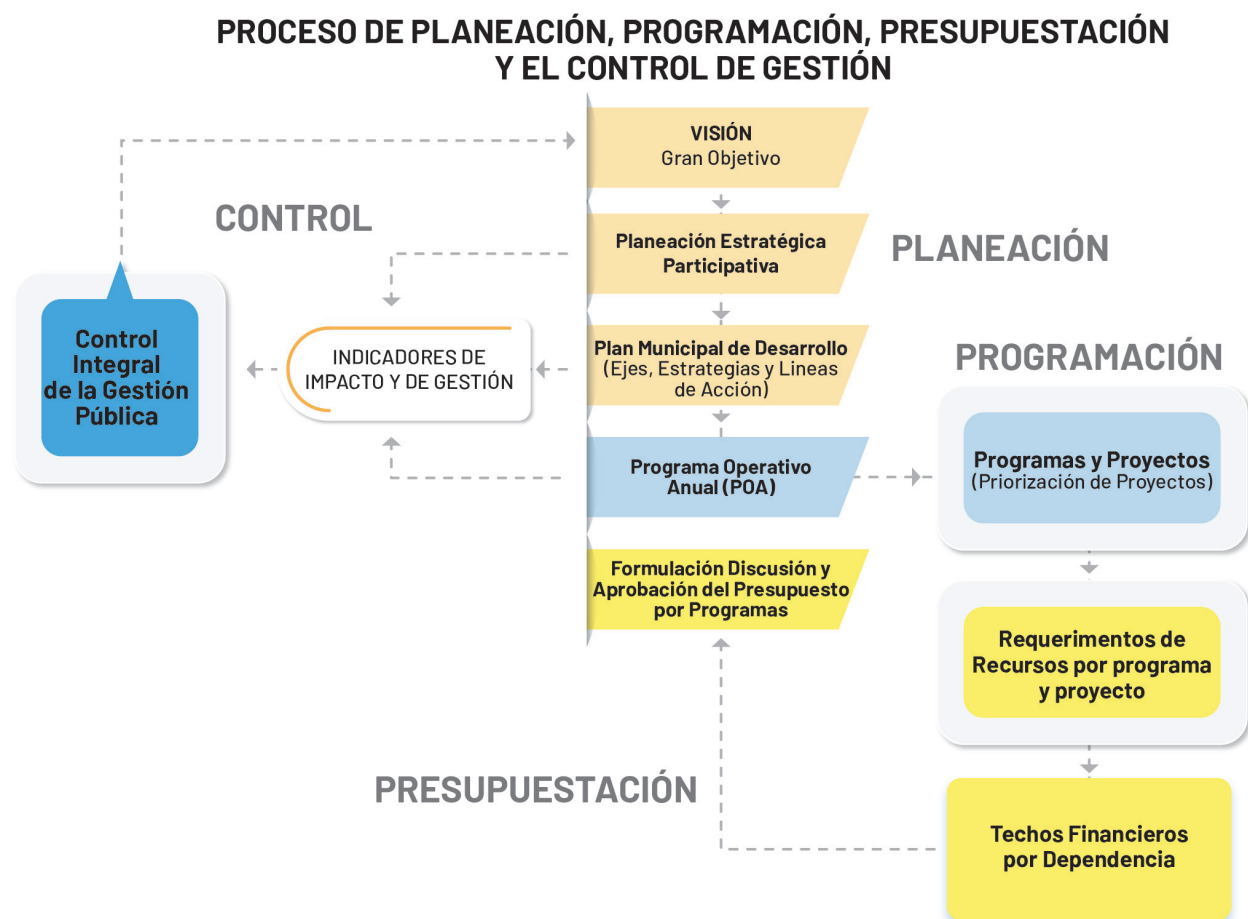 PROCESO DE PLANEACIÓN, PROGRAMACIÓN, PRESUPUESTACIÓN
Y EL CONTROL DE GESTIÓN
VISIÓN
Gran Objetivo
CONTROL
Planeación Estratégica
Participativa
PLANEACIÓN
Control
Integral
de la Gestión
Pública
INDICADORES DE
IMPACTO Y DE GESTIÓN
Plan Municipal de Desarrollo
(Ejes, Estrategias y Lineas
de Acción)
PROGRAMACIÓN
Programa Operativo
Anual (POA)
Programas y Proyectos
(Priorización de Proyectos)
Formulación Discusión y
Aprobación del Presupuesto
por Programas
Requerimentos de
Recursos por programa
y proyecto
PRESUPUESTACIÓN
Techos Financieros
por Dependencia